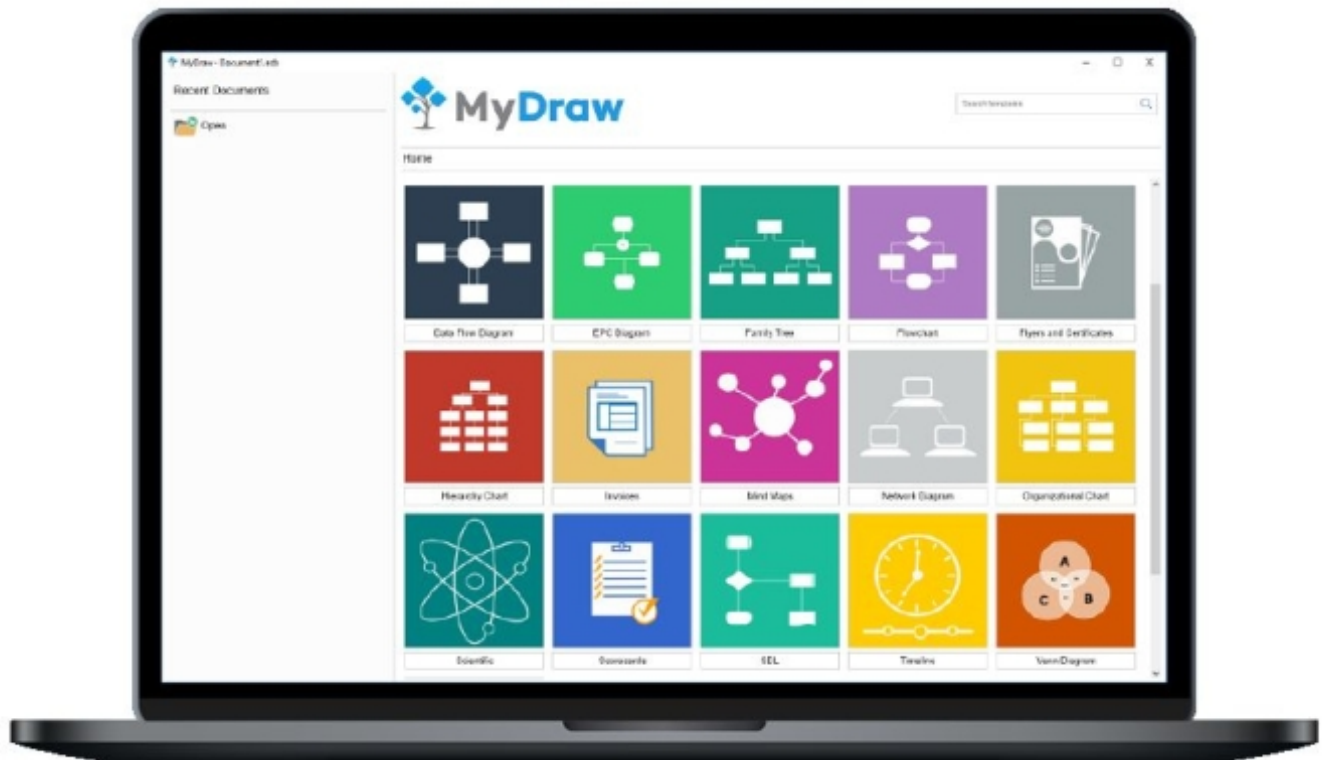 MyDraw - Document1.edx
Recent Documents
Open
MyDraw
Search templates
Home
Data Flow Diagram
EPC Diagram
Family Tree
Flowchart
Flyers and Certificates
Hierarchy Chart
Invoices
Mind Maps
Network Diagram
Organizational Chart
Scientific
Scorecards
SDL
Timeline
Venn Diagram
A
C B